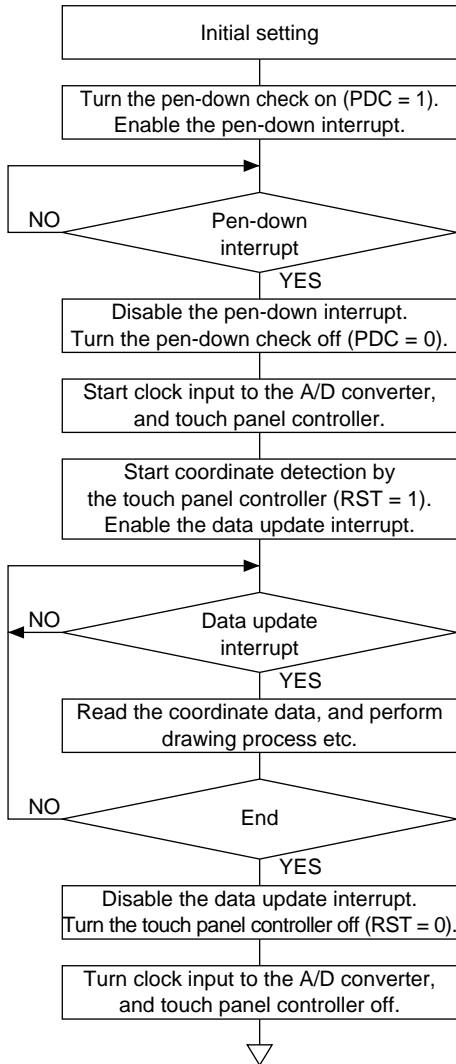 Initial setting
Turn the pen-down check on (PDC = 1).
Enable the pen-down interrupt.
NO
Pen-down
interrupt
YES
Disable the pen-down interrupt.
Turn the pen-down check off (PDC = 0).
Start clock input to the A/D converter,
and touch panel controller.
Start coordinate detection by
the touch panel controller (RST = 1).
Enable the data update interrupt.
NO
Data update
interrupt
YES
Read the coordinate data, and perform
drawing process etc.
NO
End
YES
Disable the data update interrupt.
Turn the touch panel controller off (RST = 0).
Turn clock input to the A/D converter,
and touch panel controller off.